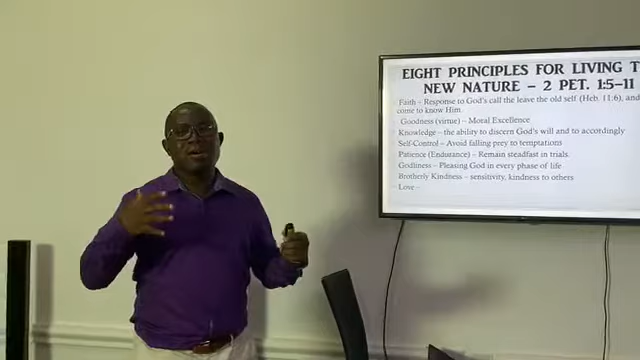 EIGHT PRINCIPLES FOR LIVING T
NEW NATURE – 2 PET. 1:5-11
Faith – Response to God's call the leave the old self (Heb. 11:6), and
come to know Him.
Goodness (virtue) – Moral Excellence
Knowledge – the ability to discern God's will and to accordingly
Self-Control – Avoid falling prey to temptations
Patience (Endurance) – Remain steadfast in trials.
Godliness – Pleasing God in every phase of life
Brotherly Kindness – sensitivity, kindness to others
Love –